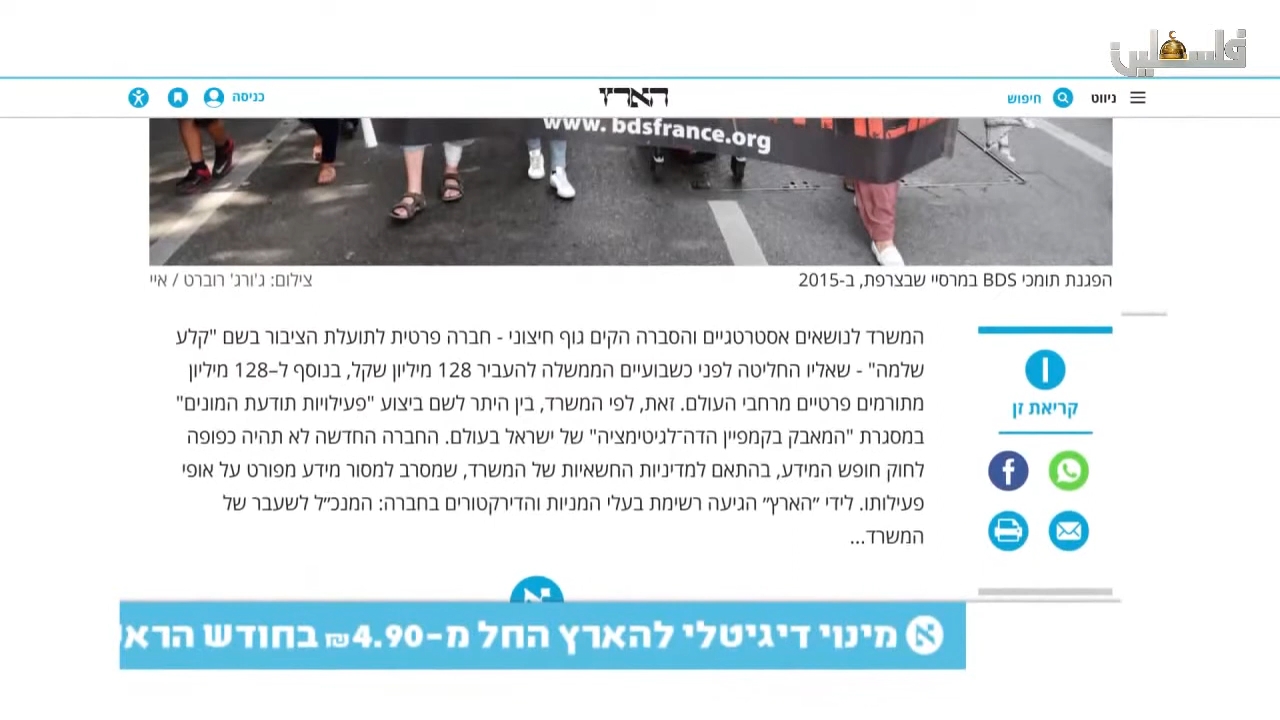 فلسطين
ניווט
חיפוש
הארץ
כניסה
www.bdsfrance.org
הפגנת תומכי BDS במרסיי שבצרפת, ב-2015
צילום: ג'ורג' רוברט / איי
קריאת זן
המשרד לנושאים אסטרטגיים והסברה הקים גוף חיצוני - חברה פרטית לתועלת הציבור בשם "קלע
שלמה" - שאליו החליטה לפני כשבועיים הממשלה להעביר 128 מיליון שקל, בנוסף ל–128 מיליון
מתורמים פרטיים מרחבי העולם. זאת, לפי המשרד, בין היתר לשם ביצוע "פעילויות תודעת המונים"
במסגרת "המאבק בקמפיין הדה־לגיטימציה" של ישראל בעולם. החברה החדשה לא תהיה כפופה
לחוק חופש המידע, בהתאם למדיניות החשאיות של המשרד, שמסרב למסור מידע מפורט על אופי
פעילותו. לידי ״הארץ״ הגיעה רשימת בעלי המניות והדירקטורים בחברה: המנכ״ל לשעבר של
המשרד...
מינוי דיגיטלי להארץ החל מ-4.90₪ בחודש הראש